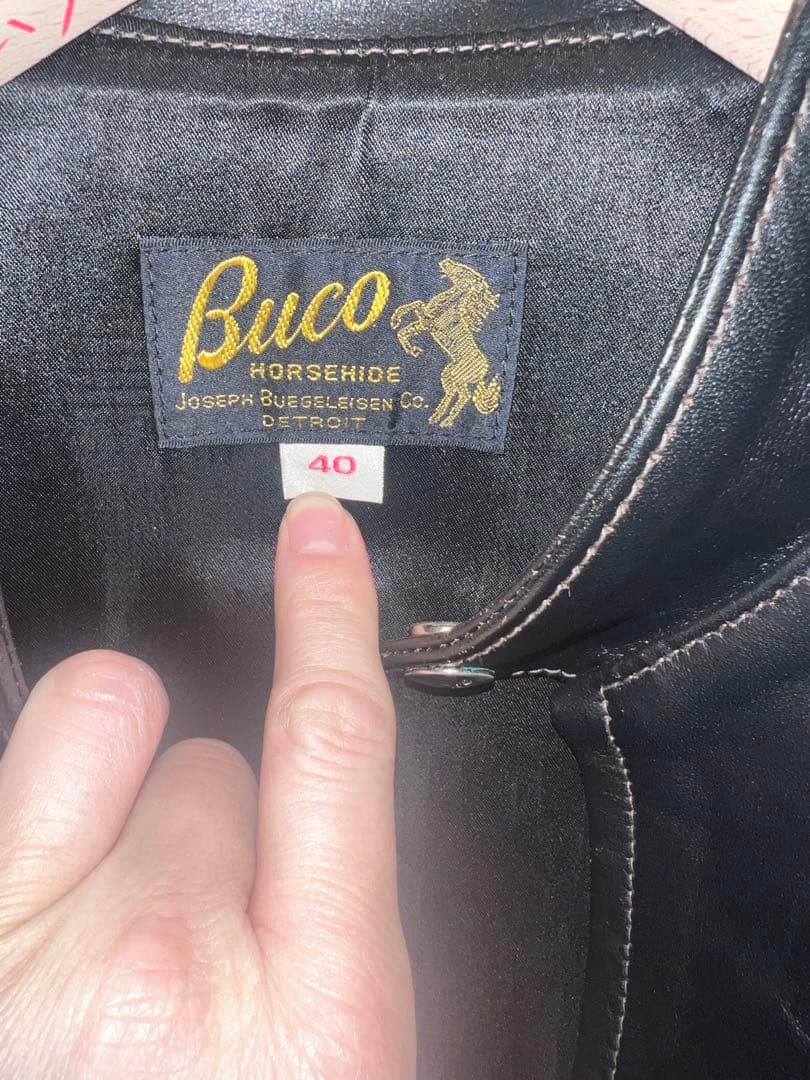 Buco
HORSEHIDE
JOSEPH BUEGELEISEN CO.
DETROIT
40